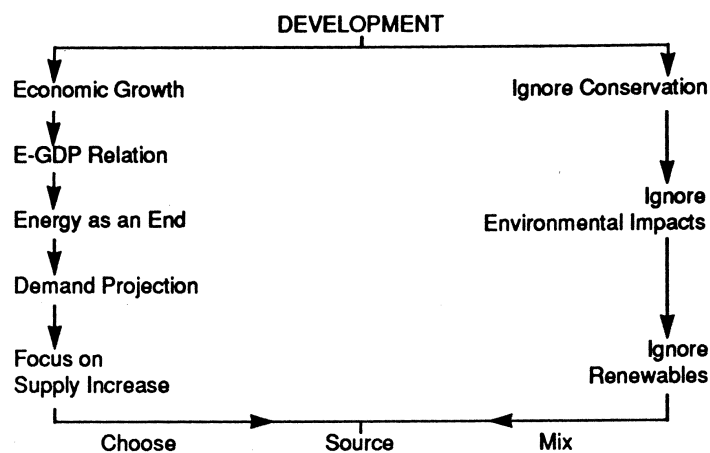 DEVELOPMENT
Economic Growth
E-GDP Relation
Energy as an End
Demand Projection
Focus on
Supply Increase
Ignore Conservation
Ignore
Environmental Impacts
Ignore
Renewables
Choose Source Mix